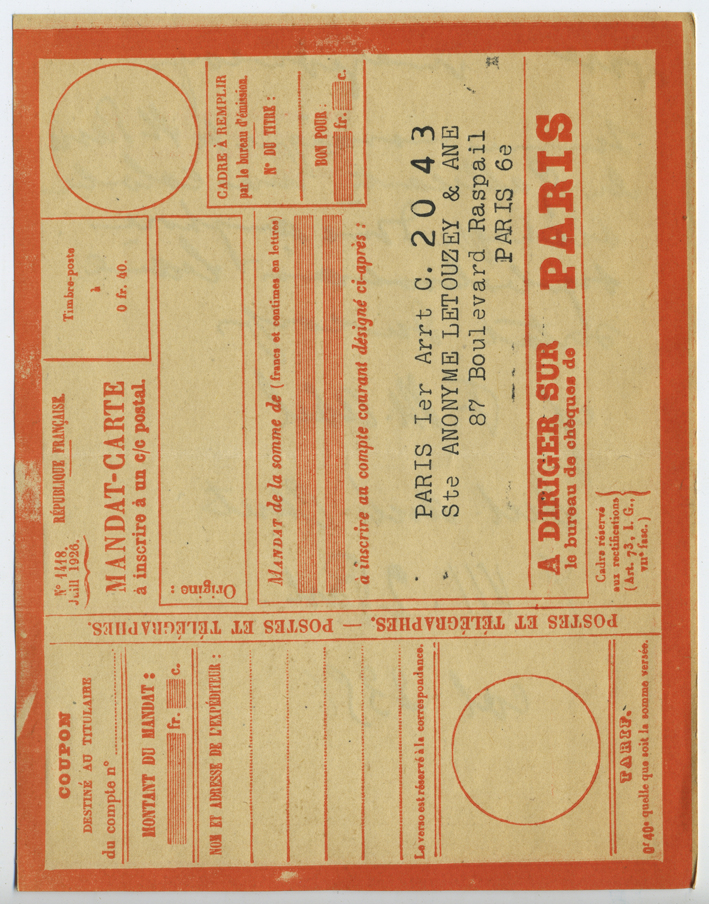 COUPON
DESTINÉ AU TITULAIRE
du compte n°
MONTANT DU MANDAT :
fr. c.
NOM ET ADRESSE DE L'EXPÉDITEUR :
Le verso est réservé à la correspondance.
TARIF.
0f 40c quelle que soit la somme versée.
POSTES ET TÉLÉGRAPHES. — POSTES ET TÉLÉGRAPHES.
N° 1418.
Juill 1926.
RÉPUBLIQUE FRANÇAISE.
MANDAT-CARTE
à inscrire à un c/c postal.
Timbre-poste
à
0 fr. 40.
Origine :
CADRE À REMPLIR
par le bureau d'émission.
N° DU TITRE :
BON POUR :
fr. c.
MANDAT de la somme de (francs et centimes en lettres)
à inscrire au compte courant désigné ci-après :
PARIS Ier Arrt C. 2043
Ste ANONYME LETOUZEY & ANE
87 Boulevard Raspail
PARIS 6e
A DIRIGER SUR
le bureau de chèques de
PARIS
Cadre réservé
aux rectifications
(Art. 73, I. G.,
VIIe fasc.)